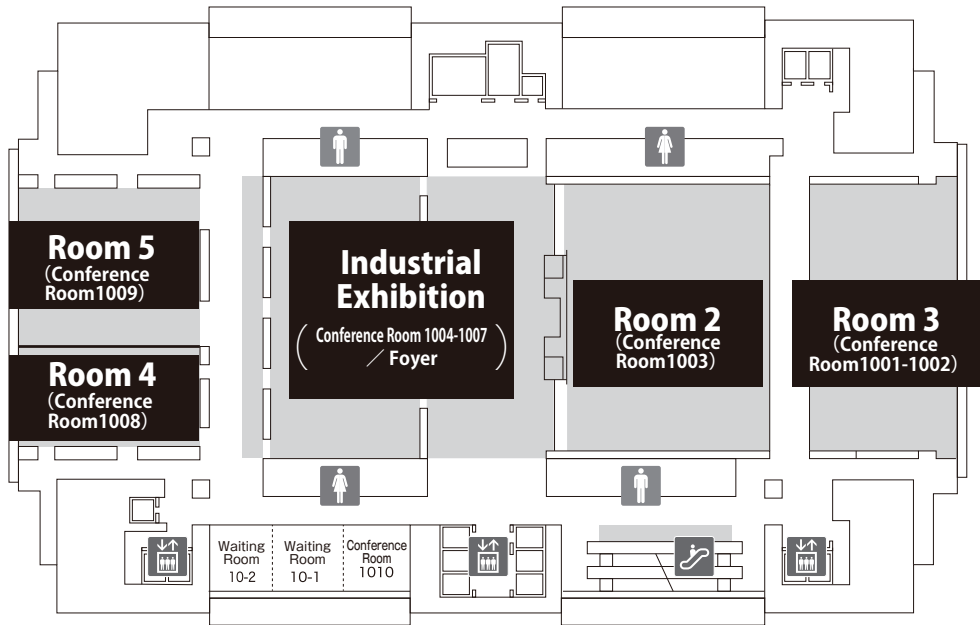 Room 5
（Conference
Room1009）
Industrial
Exhibition
（Conference Room 1004-1007
／ Foyer）
Room 2
（Conference
Room1003）
Room 3
（Conference
Room1001-1002）
Room 4
（Conference
Room1008）
Waiting
Room
10-2
Waiting
Room
10-1
Conference
Room
1010